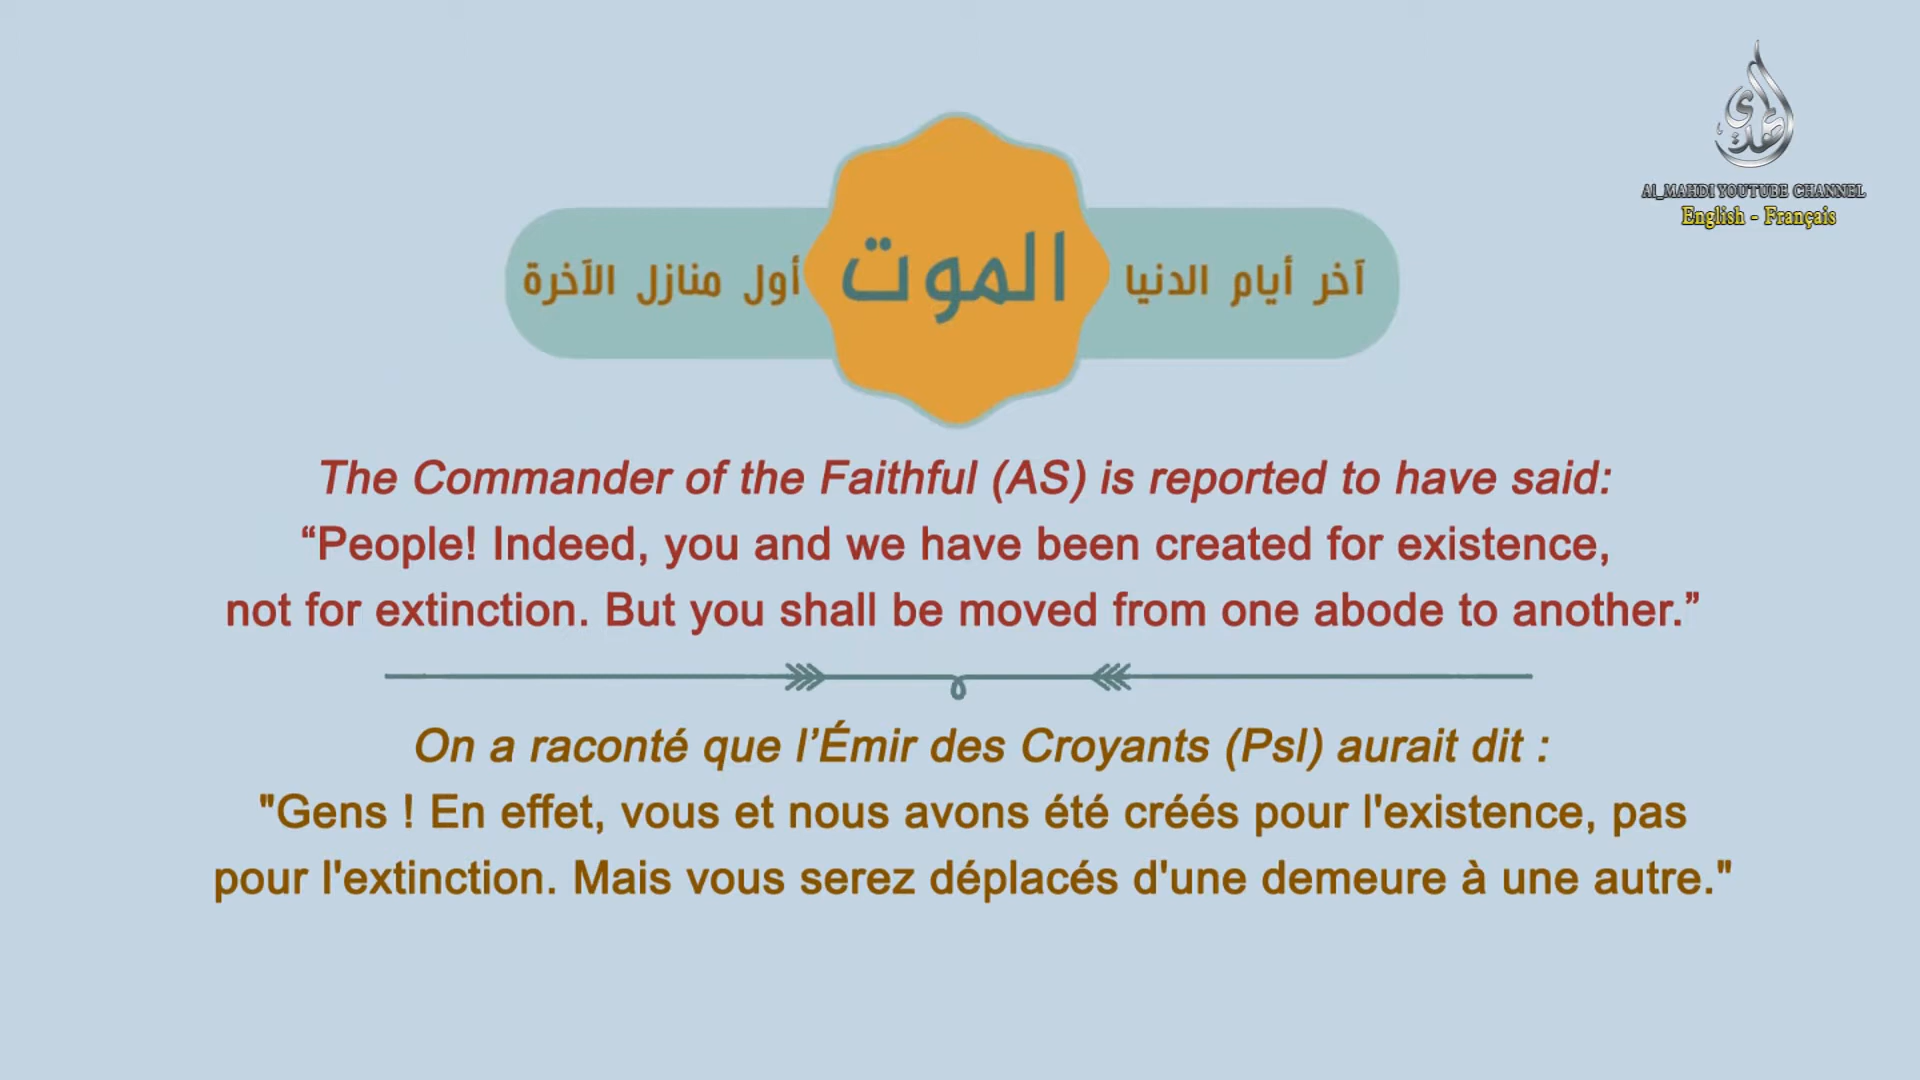 المهدي
Al_MAHDI YOUTUBE CHANNEL
English - Français
آخر أيام الدنيا الموت أول منازل الآخرة
The Commander of the Faithful (AS) is reported to have said:
“People! Indeed, you and we have been created for existence,
not for extinction. But you shall be moved from one abode to another.”
On a raconté que l’Émir des Croyants (Psl) aurait dit :
"Gens ! En effet, vous et nous avons été créés pour l'existence, pas
pour l'extinction. Mais vous serez déplacés d'une demeure à une autre."